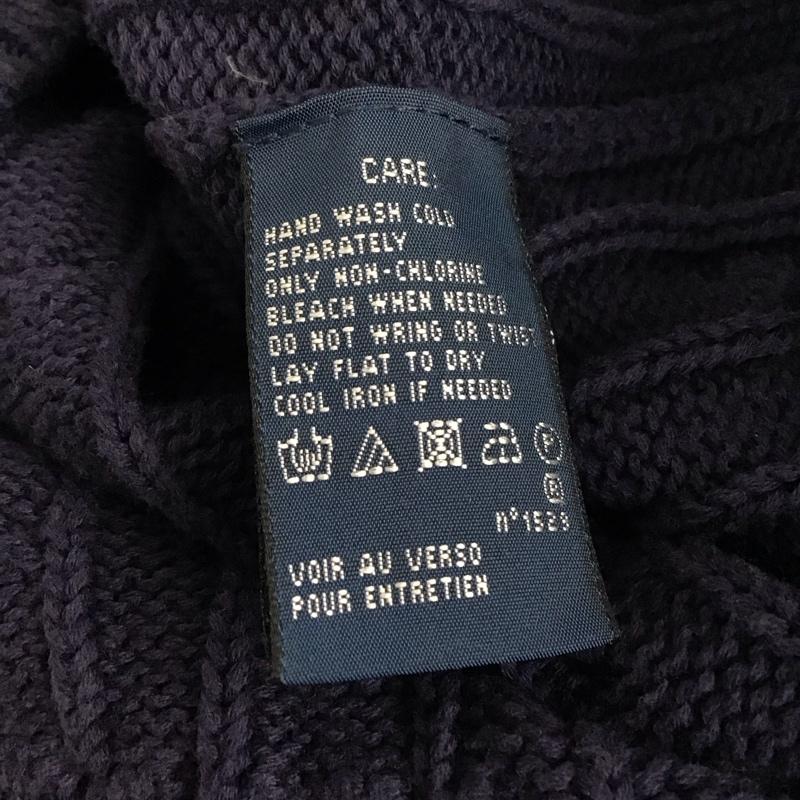 CARE:
HAND WASH COLD
SEPARATELY
ONLY NON-CHLORINE
BLEACH WHEN NEEDED
DO NOT WRING OR TWIST
LAY FLAT TO DRY
COOL IRON IF NEEDED
P
n°1523
VOIR AU VERSO
POUR ENTRETIEN